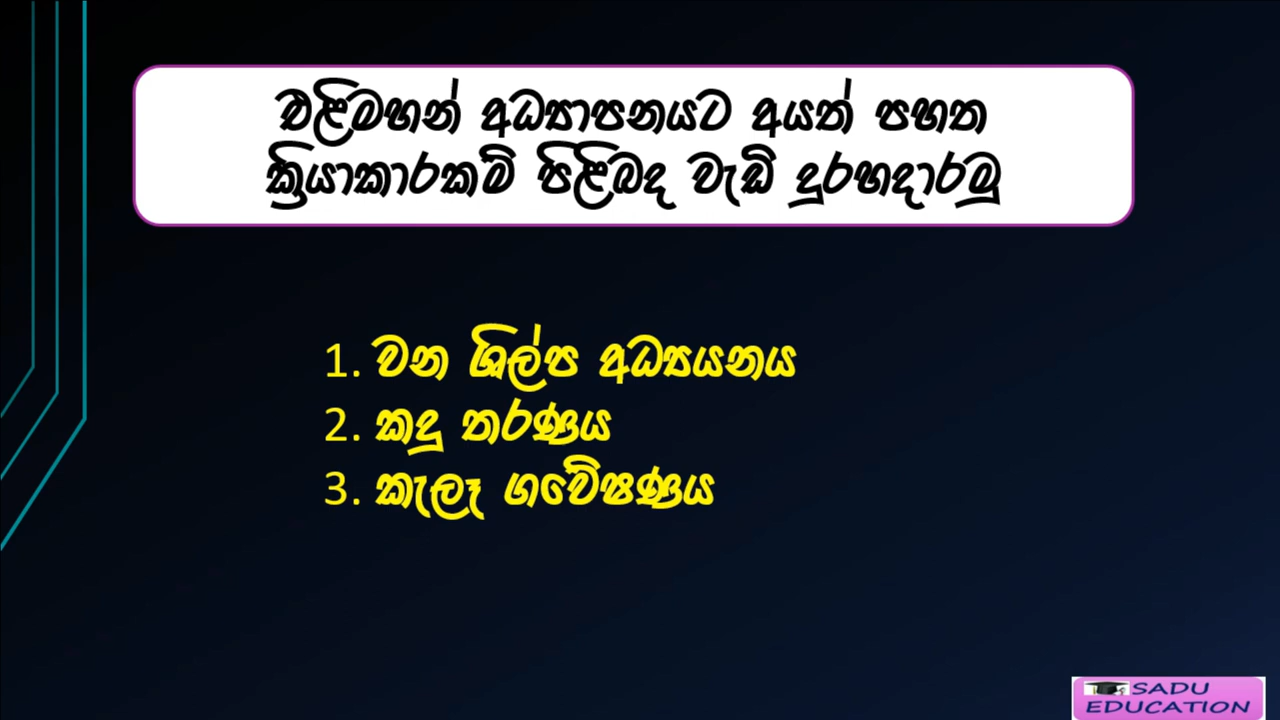 එළිමහන් අධ්‍යාපනයට අයත් පහත
ක්‍රියාකාරකම් පිළිබද වැඩි දුරහදාරමු
1. වන ශිල්ප අධ්‍යයනය
2. කඳු තරණය
3. කැලෑ ගවේෂණය
SADU
EDUCATION